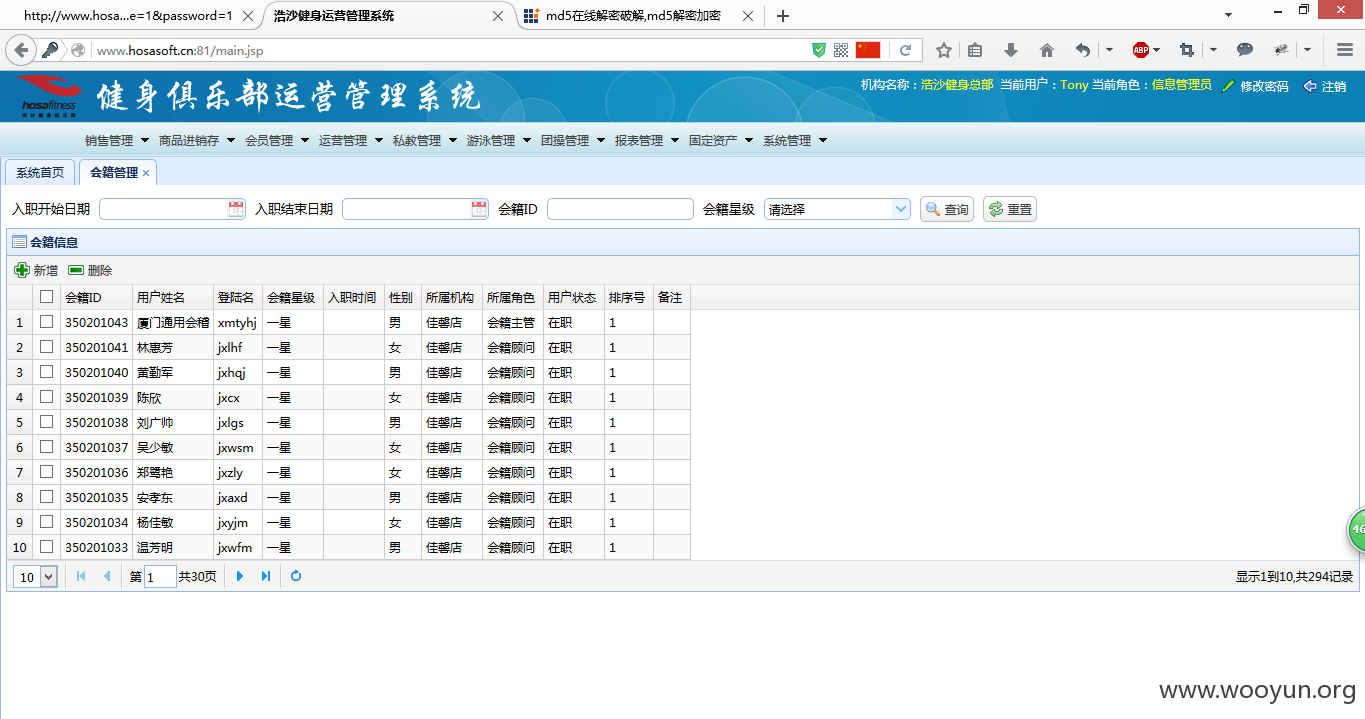 http://www.hosa...e=1&password=1 浩沙健身运营管理系统 md5在线解密破解,md5解密加密
www.hosasoft.cn:81/main.jsp ABP
hosafitness 健身俱乐部运营管理系统 机构名称：浩沙健身总部 当前用户：Tony 当前角色：信息管理员 修改密码 注销
浩沙健身俱乐部
销售管理 商品进销存 会员管理 运营管理 私教管理 游泳管理 团操管理 报表管理 固定资产 系统管理
系统首页 会籍管理
入职开始日期 入职结束日期 会籍ID 会籍星级 请选择 查询 重置
会籍信息
新增 删除
会籍ID 用户姓名 登陆名 会籍星级 入职时间 性别 所属机构 所属角色 用户状态 排序号 备注
1 350201043 厦门通用会稽 xmtyhj 一星 男 佳馨店 会籍主管 在职 1
2 350201041 林惠芳 jxlhf 一星 女 佳馨店 会籍顾问 在职 1
3 350201040 黄勤军 jxhqj 一星 男 佳馨店 会籍顾问 在职 1
4 350201039 陈欣 jxcx 一星 女 佳馨店 会籍顾问 在职 1
5 350201038 刘广帅 jxlgs 一星 男 佳馨店 会籍顾问 在职 1
6 350201037 吴少敏 jxwsm 一星 女 佳馨店 会籍顾问 在职 1
7 350201036 郑鹭艳 jxzly 一星 女 佳馨店 会籍顾问 在职 1
8 350201035 安孝东 jxaxd 一星 男 佳馨店 会籍顾问 在职 1
9 350201034 杨佳敏 jxyjm 一星 女 佳馨店 会籍顾问 在职 1
10 350201033 温芳明 jxwfm 一星 男 佳馨店 会籍顾问 在职 1
46
10 第 1 共30页 显示1到10,共294记录
www.wooyun.org